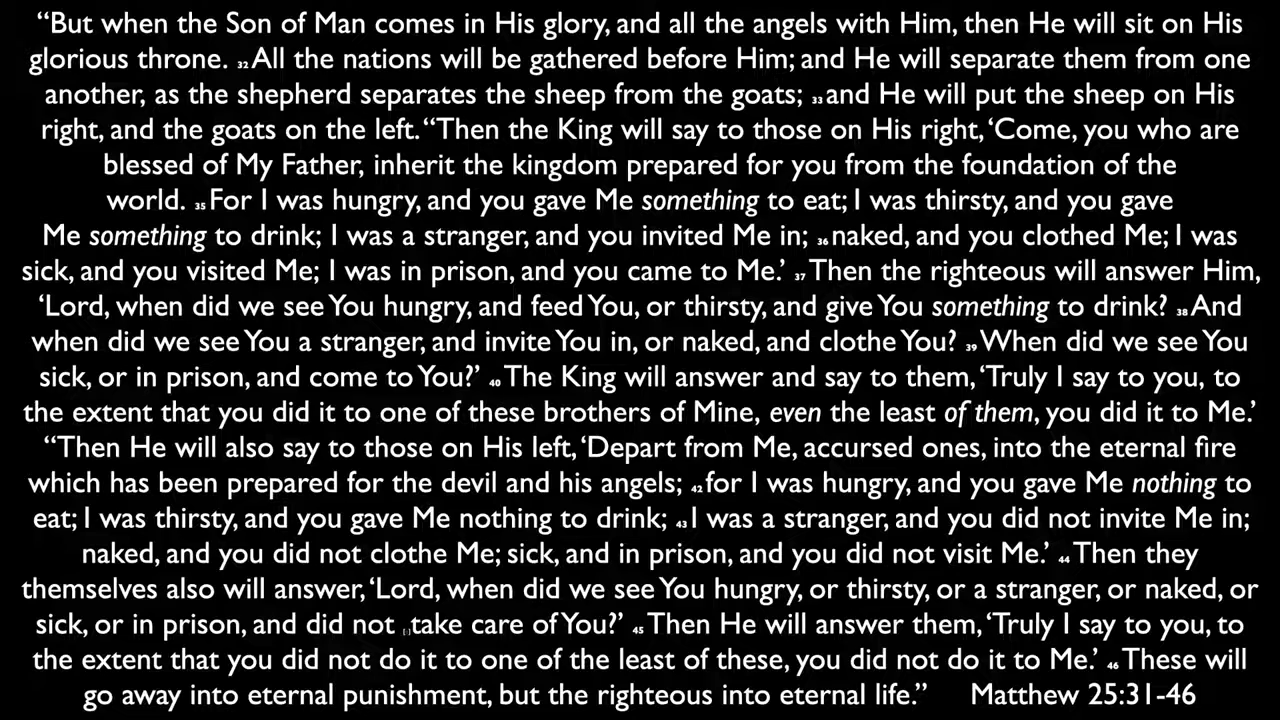 “But when the Son of Man comes in His glory, and all the angels with Him, then He will sit on His
glorious throne. 32 All the nations will be gathered before Him; and He will separate them from one
another, as the shepherd separates the sheep from the goats; 33 and He will put the sheep on His
right, and the goats on the left. “Then the King will say to those on His right, ‘Come, you who are
blessed of My Father, inherit the kingdom prepared for you from the foundation of the
world. 35 For I was hungry, and you gave Me something to eat; I was thirsty, and you gave
Me something to drink; I was a stranger, and you invited Me in; 36 naked, and you clothed Me; I was
sick, and you visited Me; I was in prison, and you came to Me.’ 37 Then the righteous will answer Him,
‘Lord, when did we see You hungry, and feed You, or thirsty, and give You something to drink? 38 And
when did we see You a stranger, and invite You in, or naked, and clothe You? 39 When did we see You
sick, or in prison, and come to You?’ 40 The King will answer and say to them, ‘Truly I say to you, to
the extent that you did it to one of these brothers of Mine, even the least of them, you did it to Me.’
“Then He will also say to those on His left, ‘Depart from Me, accursed ones, into the eternal fire
which has been prepared for the devil and his angels; 42 for I was hungry, and you gave Me nothing to
eat; I was thirsty, and you gave Me nothing to drink; 43 I was a stranger, and you did not invite Me in;
naked, and you did not clothe Me; sick, and in prison, and you did not visit Me.’ 44 Then they
themselves also will answer, ‘Lord, when did we see You hungry, or thirsty, or a stranger, or naked, or
sick, or in prison, and did not take care of You?’ 45 Then He will answer them, ‘Truly I say to you, to
the extent that you did not do it to one of the least of these, you did not do it to Me.’ 46 These will
go away into eternal punishment, but the righteous into eternal life.” Matthew 25:31-46